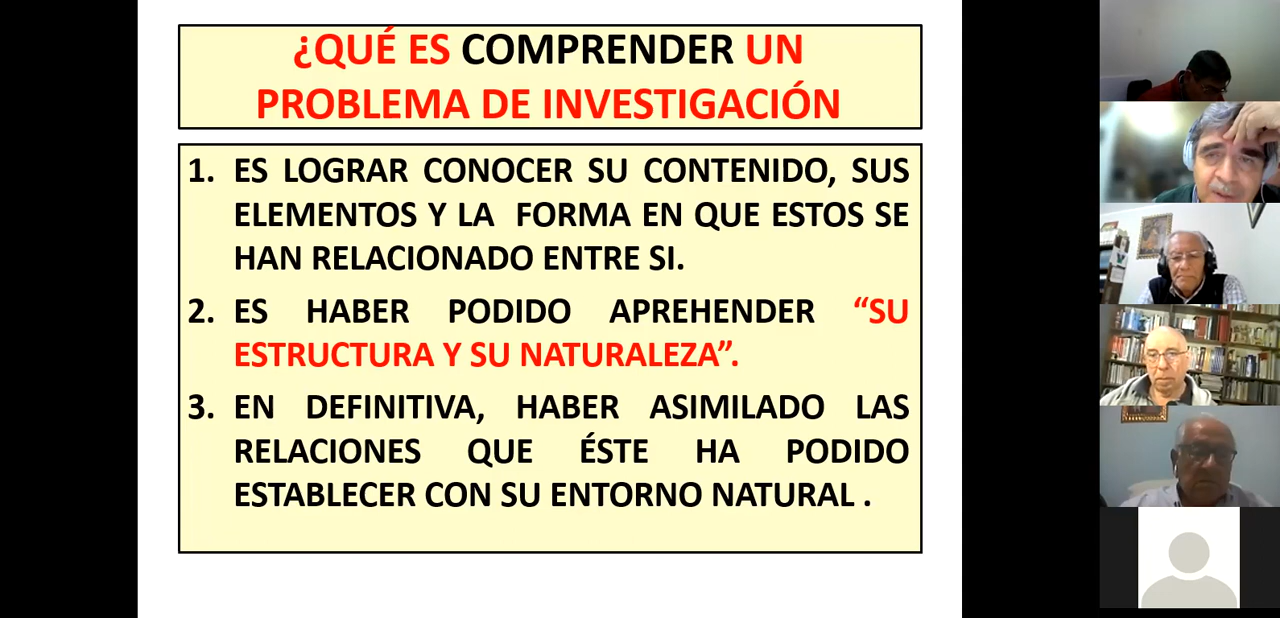 ¿QUÉ ES COMPRENDER UN
PROBLEMA DE INVESTIGACIÓN
1. ES LOGRAR CONOCER SU CONTENIDO, SUS
ELEMENTOS Y LA FORMA EN QUE ESTOS SE
HAN RELACIONADO ENTRE SI.
2. ES HABER PODIDO APREHENDER “SU
ESTRUCTURA Y SU NATURALEZA”.
3. EN DEFINITIVA, HABER ASIMILADO LAS
RELACIONES QUE ÉSTE HA PODIDO
ESTABLECER CON SU ENTORNO NATURAL .